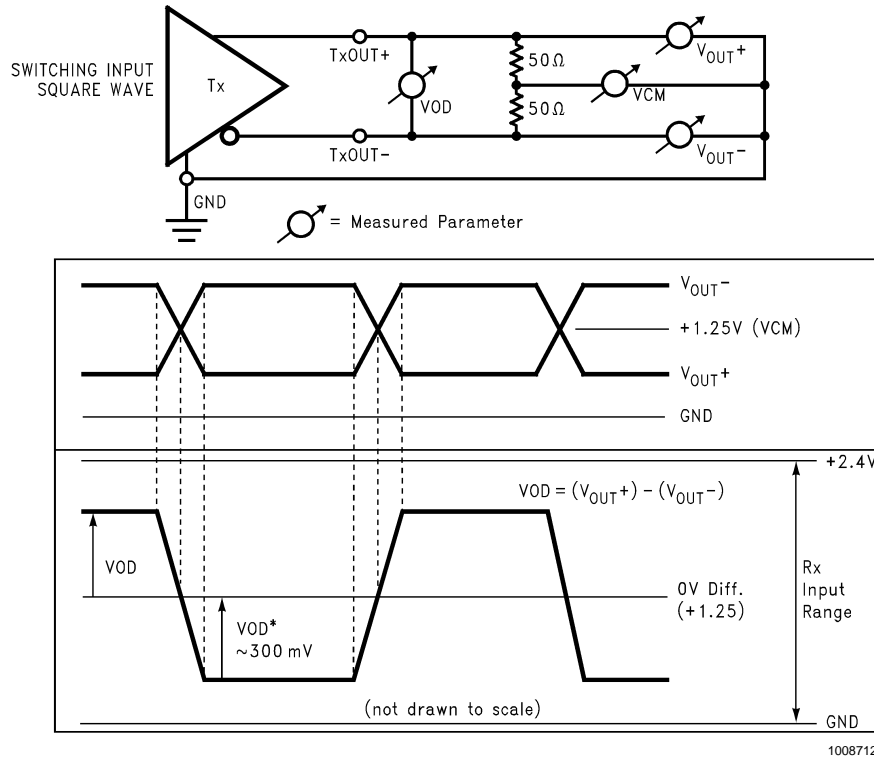 SWITCHING INPUT
SQUARE WAVE
Tx
TxOUT+
TxOUT-
VOD
50Ω
50Ω
VCM
VOUT+
VOUT-
GND
= Measured Parameter
VOUT-
+1.25V (VCM)
VOUT+
GND
+2.4V
VOD = (VOUT+) - (VOUT-)
VOD
VOD*
~300 mV
0V Diff.
(+1.25)
Rx
Input
Range
(not drawn to scale)
GND
1008712